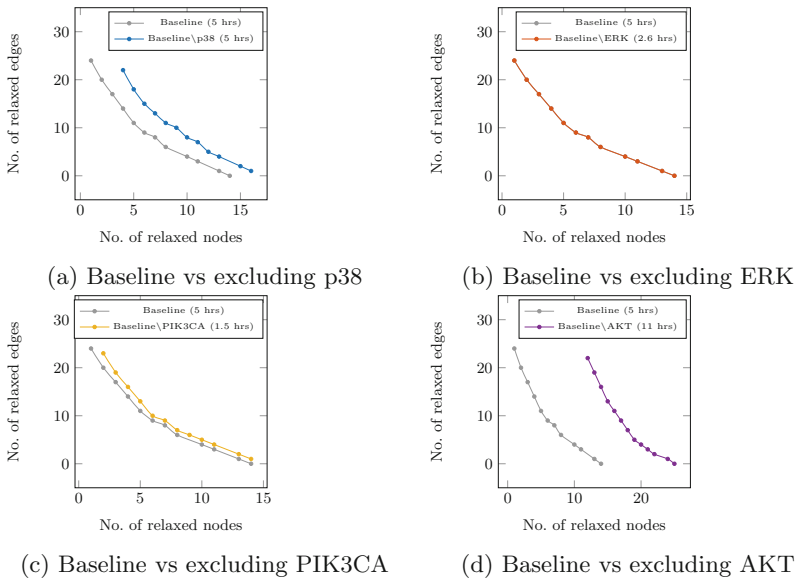 Baseline (5 hrs)
Baseline\p38 (5 hrs)
30
20
10
0
0
5
10
15
No. of relaxed edges
No. of relaxed nodes
(a) Baseline vs excluding p38
Baseline (5 hrs)
Baseline\ERK (2.6 hrs)
30
20
10
0
0
5
10
15
No. of relaxed edges
No. of relaxed nodes
(b) Baseline vs excluding ERK
Baseline (5 hrs)
Baseline\PIK3CA (1.5 hrs)
30
20
10
0
0
5
10
15
No. of relaxed edges
No. of relaxed nodes
(c) Baseline vs excluding PIK3CA
Baseline (5 hrs)
Baseline\AKT (11 hrs)
30
20
10
0
0
10
20
No. of relaxed edges
No. of relaxed nodes
(d) Baseline vs excluding AKT